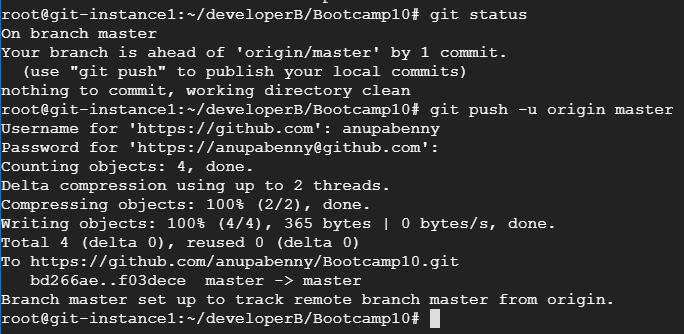 root@git-instance1:~/developerB/Bootcamp10# git status
On branch master
Your branch is ahead of 'origin/master' by 1 commit.
  (use "git push" to publish your local commits)
nothing to commit, working directory clean
root@git-instance1:~/developerB/Bootcamp10# git push -u origin master
Username for 'https://github.com': anupabenny
Password for 'https://anupabenny@github.com':
Counting objects: 4, done.
Delta compression using up to 2 threads.
Compressing objects: 100% (2/2), done.
Writing objects: 100% (4/4), 365 bytes | 0 bytes/s, done.
Total 4 (delta 0), reused 0 (delta 0)
To https://github.com/anupabenny/Bootcamp10.git
   bd266ae..f03dece  master -> master
Branch master set up to track remote branch master from origin.
root@git-instance1:~/developerB/Bootcamp10#